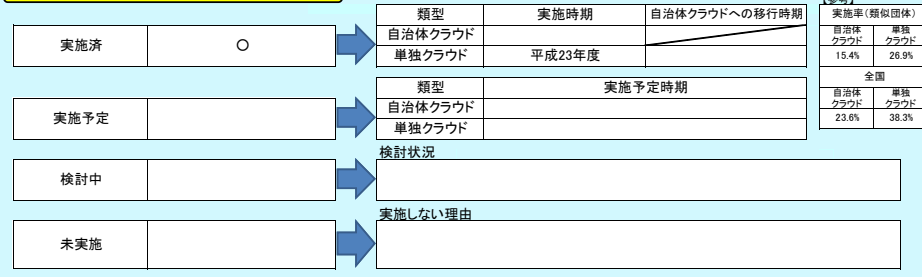 【参考】
類型 実施時期 自治体クラウドへの移行時期
実施済 ○
自治体クラウド
単独クラウド 平成23年度
実施率（類似団体）
自治体クラウド 単独クラウド
15.4% 26.9%
全国
自治体クラウド 単独クラウド
23.6% 38.3%
実施予定
類型 実施予定時期
自治体クラウド
単独クラウド
検討中
検討状況
未実施
実施しない理由